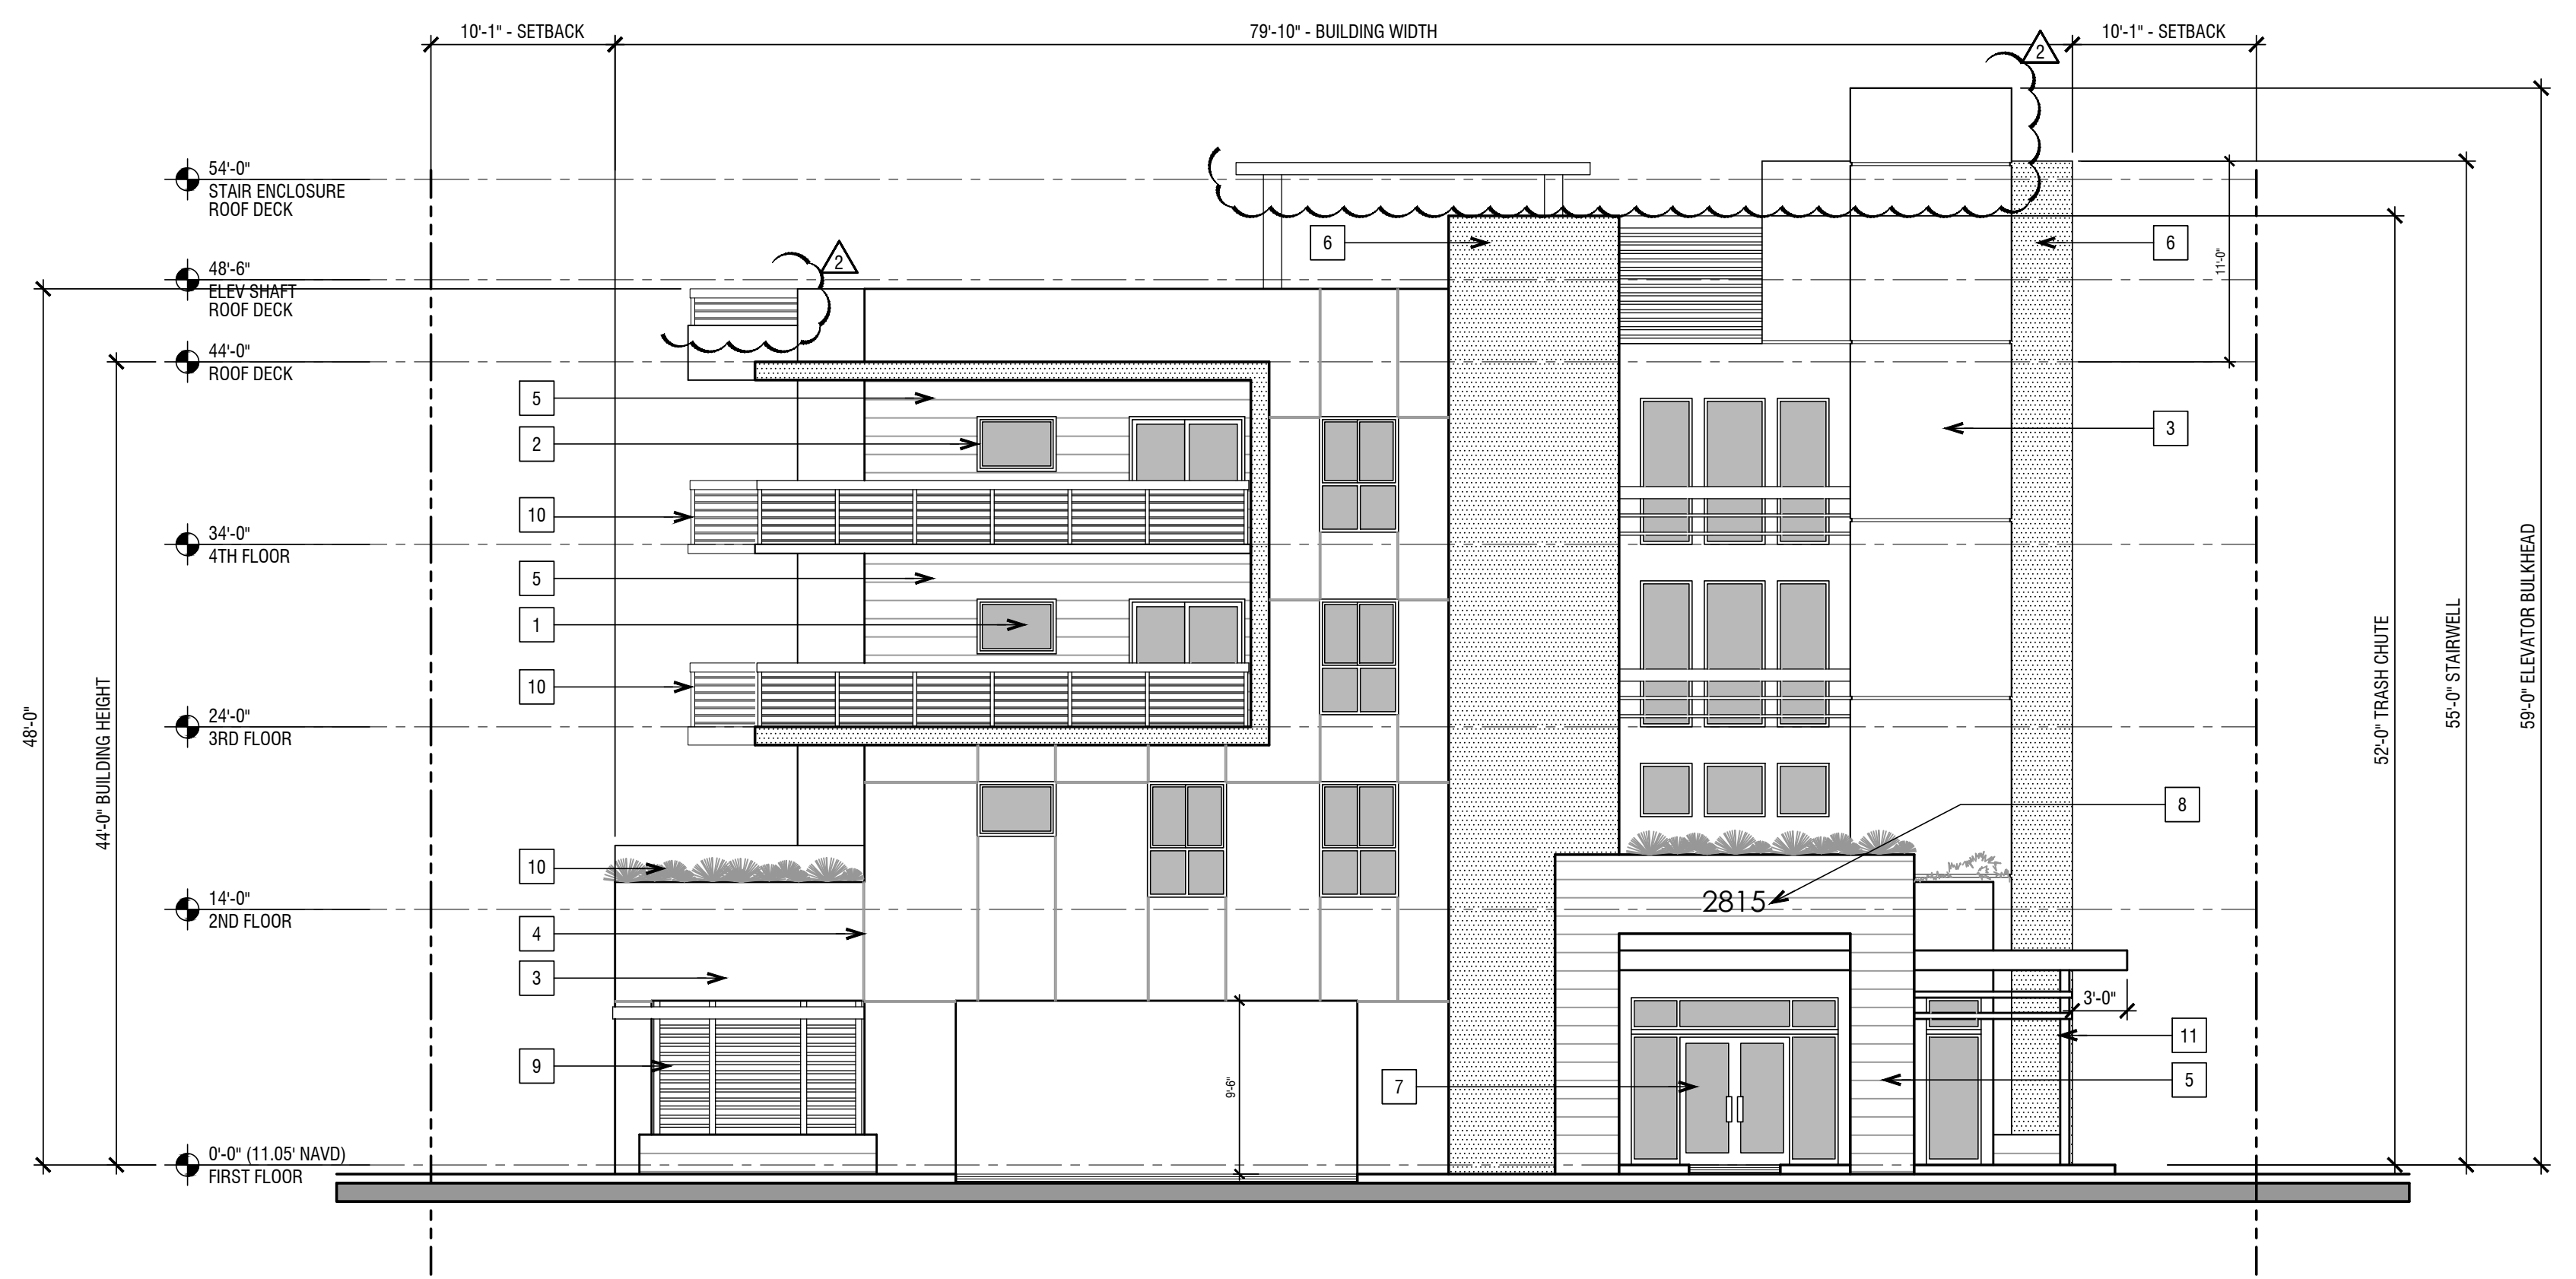 10'-1" - SETBACK
79'-10" - BUILDING WIDTH
10'-1" - SETBACK
2
54'-0"
STAIR ENCLOSURE
ROOF DECK
6
6
11'-0"
2
48'-6"
ELEV SHAFT
ROOF DECK
44'-0"
ROOF DECK
5
3
2
10
34'-0"
4TH FLOOR
5
1
10
24'-0"
3RD FLOOR
48'-0"
44'-0" BUILDING HEIGHT
52'-0" TRASH CHUTE
55'-0" STAIRWELL
59'-0" ELEVATOR BULKHEAD
8
10
14'-0"
2ND FLOOR
2815
4
3
3'-0"
11
9
9'-6"
7
5
0'-0" (11.05' NAVD)
FIRST FLOOR